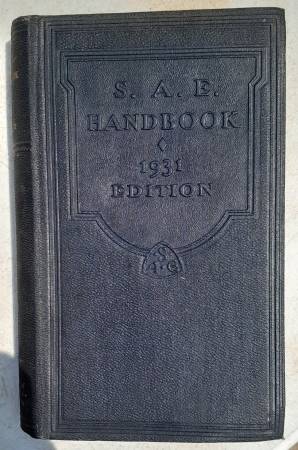 S. A. E.
HANDBOOK
1931
EDITION
S
A·E